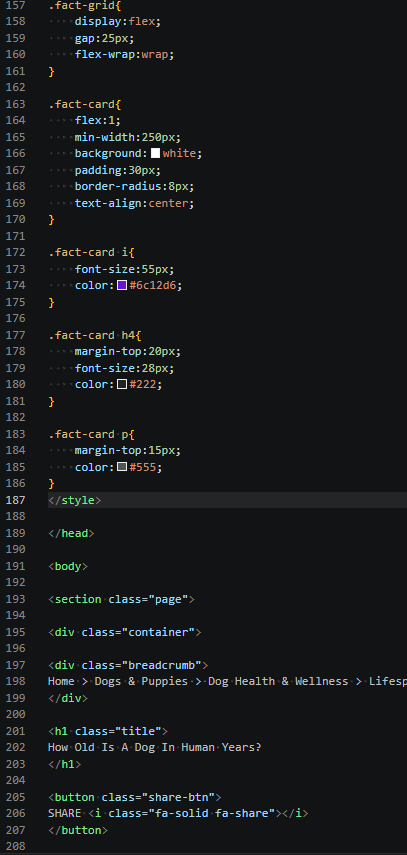 157 .fact-grid{
158     display:flex;
159     gap:25px;
160     flex-wrap:wrap;
161 }
162
163 .fact-card{
164     flex:1;
165     min-width:250px;
166     background:white;
167     padding:30px;
168     border-radius:8px;
169     text-align:center;
170 }
171
172 .fact-card i{
173     font-size:55px;
174     color:#6c12d6;
175 }
176
177 .fact-card h4{
178     margin-top:20px;
179     font-size:28px;
180     color:#222;
181 }
182
183 .fact-card p{
184     margin-top:15px;
185     color:#555;
186 }
187 </style>
188
189 </head>
190
191 <body>
192
193 <section class="page">
194
195 <div class="container">
196
197 <div class="breadcrumb">
198 Home > Dogs & Puppies > Dog Health & Wellness > Lifesp
199 </div>
200
201 <h1 class="title">
202 How Old Is A Dog In Human Years?
203 </h1>
204
205 <button class="share-btn">
206 SHARE <i class="fa-solid fa-share"></i>
207 </button>
208